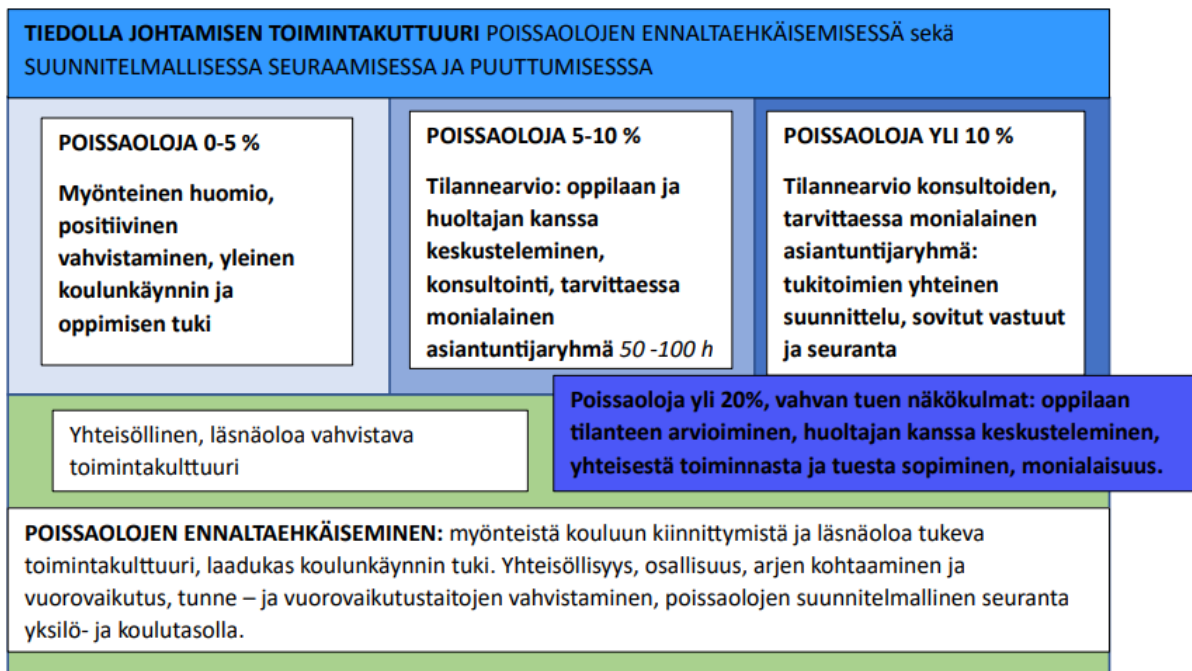 TIEDOLLA JOHTAMISEN TOIMINTAKUTTUURI POISSAOLOJEN ENNALTAEHKÄISEMISESSÄ sekä
SUUNNITELMALLISESSA SEURAAMISESSA JA PUUTTUMISESSSA
POISSAOLOJA 0-5 %
Myönteinen huomio,
positiivinen
vahvistaminen, yleinen
koulunkäynnin ja
oppimisen tuki
POISSAOLOJA 5-10 %
Tilannearvio: oppilaan ja
huoltajan kanssa
keskusteleminen,
konsultointi, tarvittaessa
monialainen
asiantuntijaryhmä 50 -100 h
POISSAOLOJA YLI 10 %
Tilannearvio konsultoiden,
tarvittaessa monialainen
asiantuntijaryhmä:
tukitoimien yhteinen
suunnittelu, sovitut vastuut
ja seuranta
Poissaoloja yli 20%, vahvan tuen näkökulmat: oppilaan
tilanteen arvioiminen, huoltajan kanssa keskusteleminen,
yhteisestä toiminnasta ja tuesta sopiminen, monialaisuus.
Yhteisöllinen, läsnäoloa vahvistava
toimintakulttuuri
POISSAOLOJEN ENNALTAEHKÄISEMINEN: myönteistä kouluun kiinnittymistä ja läsnäoloa tukeva
toimintakulttuuri, laadukas koulunkäynnin tuki. Yhteisöllisyys, osallisuus, arjen kohtaaminen ja
vuorovaikutus, tunne – ja vuorovaikutustaitojen vahvistaminen, poissaolojen suunnitelmallinen seuranta
yksilö- ja koulutasolla.